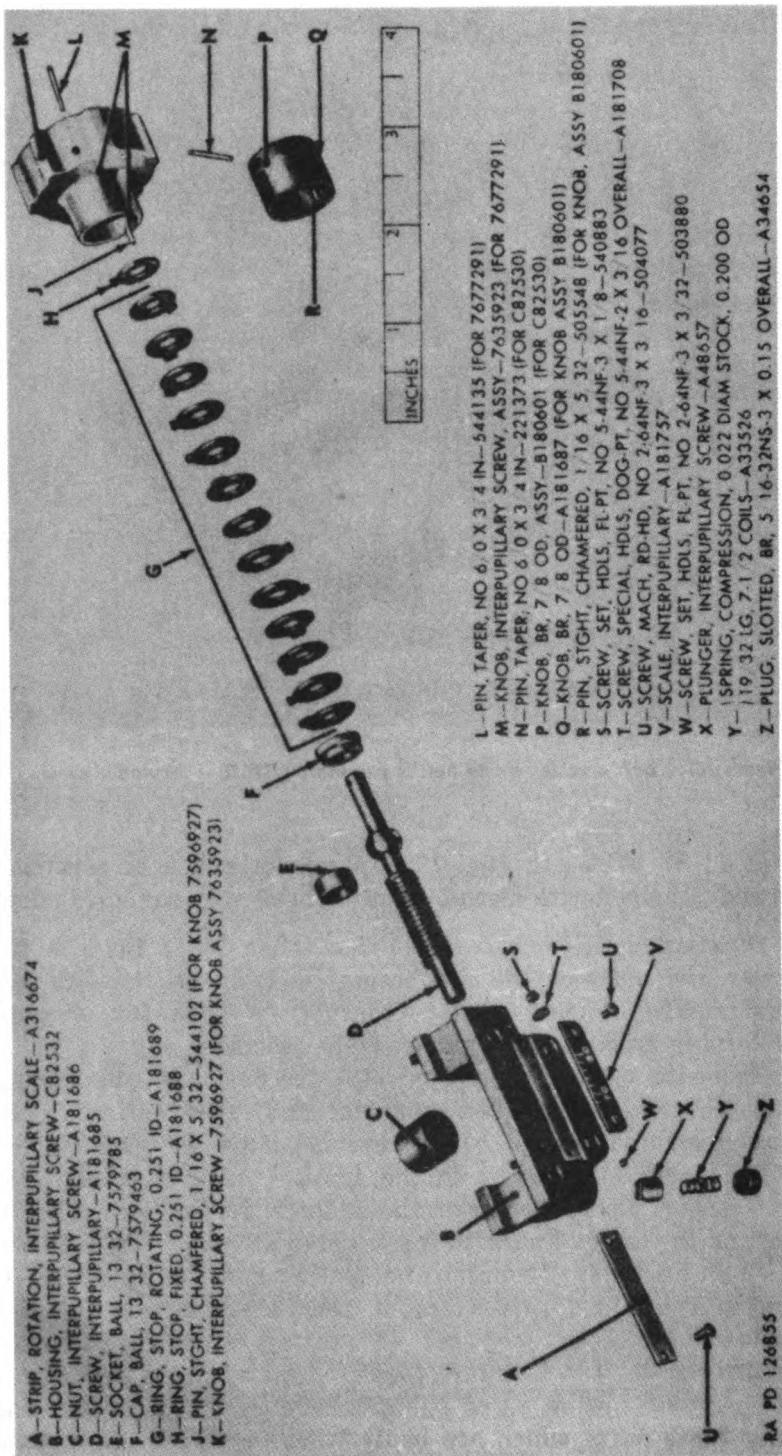 A—STRIP, ROTATION, INTERPUPILLARY SCALE—A316674
B—HOUSING, INTERPUPILLARY SCREW—C82532
C—NUT, INTERPUPILLARY SCREW—A181686
D—SCREW, INTERPUPILLARY—A181685
E—SOCKET, BALL, 13 32—7579785
F—CAP, BALL, 13 32—7579463
G—RING, STOP, ROTATING, 0.251 ID—A181689
H—RING, STOP, FIXED, 0.251 ID—A181688
J—PIN, STGHT, CHAMFERED, 1/16 X 5 32—544102 (FOR KNOB 7596927)
K—KNOB, INTERPUPILLARY SCREW—7596927 (FOR KNOB ASSY 7635923)
K
L
M
N
P
Q
R
J
H
G
F
E
D
C
B
A
S
T
U
V
W
X
Y
Z
U
INCHES 1 2 3 4
L—PIN, TAPER, NO 6/0 X 3 4 IN—544135 (FOR 7677291)
M—KNOB, INTERPUPILLARY SCREW, ASSY—7635923 (FOR 7677291)
N—PIN, TAPER, NO 6 0 X 3 4 IN—221373 (FOR C82530)
P—KNOB, BR, 7 8 OD, ASSY—B180601 (FOR C82530)
Q—KNOB, BR, 7 8 OD—A181687 (FOR KNOB ASSY B180601)
R—PIN, STGHT, CHAMFERED, 1/16 X 5 32—505548 (FOR KNOB, ASSY B180601)
S—SCREW, SET, HDLS, FL-PT, NO 5-44NF-3 X 1 8—540883
T—SCREW, SPECIAL, HDLS, DOG-PT, NO 5-44NF-2 X 3/16 OVERALL—A181708
U—SCREW, MACH, RD-HD, NO 2-64NF-3 X 3 16—504077
V—SCALE, INTERPUPILLARY—A181757
W—SCREW, SET, HDLS, FL-PT, NO 2-64NF-3 X 3/32—503880
X—PLUNGER, INTERPUPILLARY SCREW—A48657
Y—{SPRING, COMPRESSION, 0.022 DIAM STOCK, 0.200 OD
19 32 LG, 7-1/2 COILS—A33526
Z—PLUG, SLOTTED, BR, 5 16-32NS-3 X 0.15 OVERALL—A34654
RA PD 126855